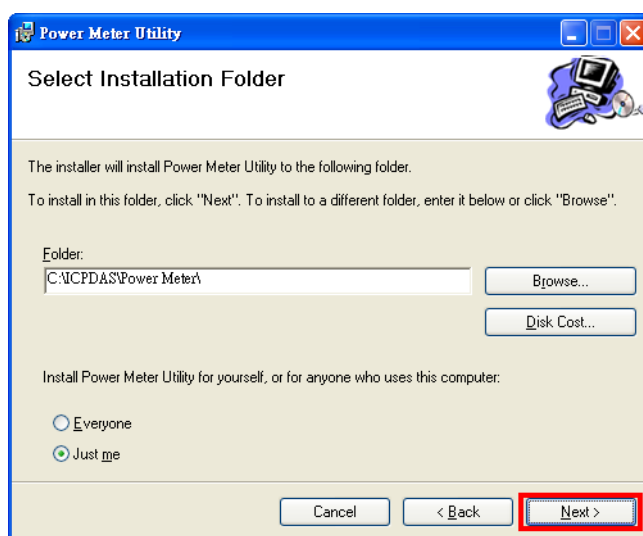 Power Meter Utility
Select Installation Folder
The installer will install Power Meter Utility to the following folder.
To install in this folder, click "Next". To install to a different folder, enter it below or click "Browse".
Folder:
C:\ICPDAS\Power Meter\
Browse...
Disk Cost...
Install Power Meter Utility for yourself, or for anyone who uses this computer:
Everyone
Just me
Cancel
< Back
Next >